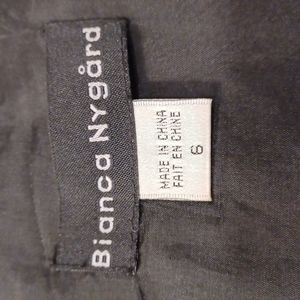 Bianca Nygård
MADE IN CHINA
FAIT EN CHINE
6